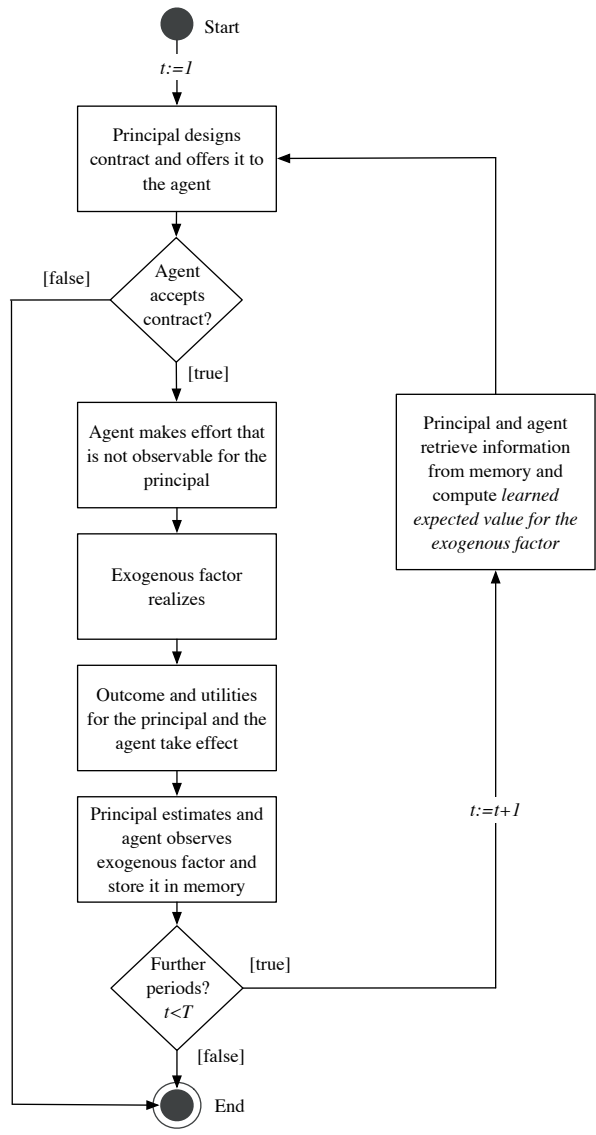 Start
t:=1
Principal designs
contract and offers it to
the agent
[false]
Agent
accepts
contract?
[true]
Agent makes effort that
is not observable for the
principal
Principal and agent
retrieve information
from memory and
compute learned
expected value for the
exogenous factor
Exogenous factor
realizes
Outcome and utilities
for the principal and the
agent take effect
t:=t+1
Principal estimates and
agent observes
exogenous factor and
store it in memory
Further
periods?
t<T
[true]
[false]
End